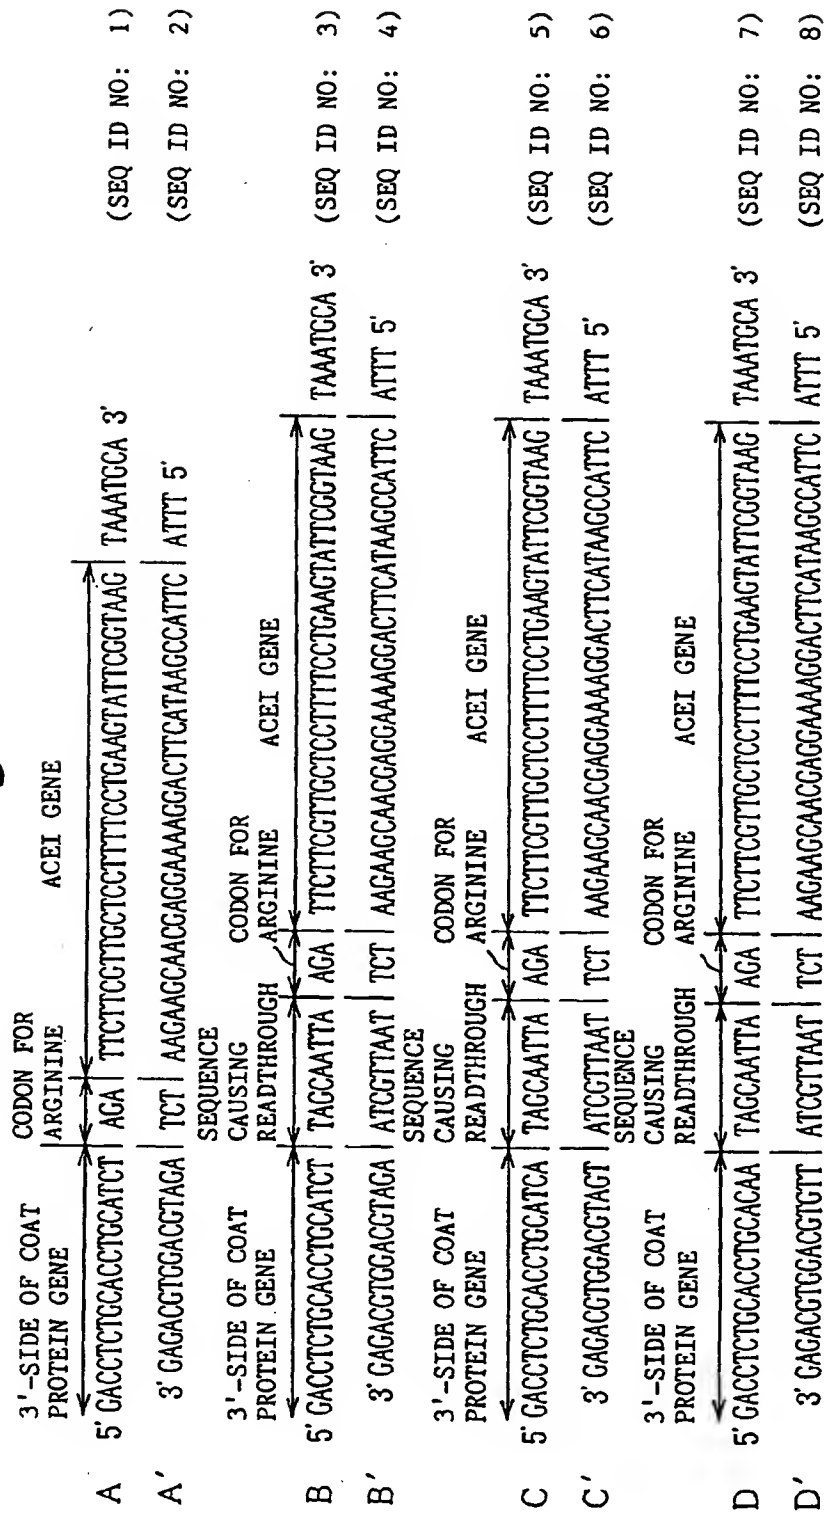 CODON FOR
3'-SIDE OF COAT ARGININE ACEI GENE
PROTEIN GENE
A 5' GACCTCTGCACCTGCATCT | AGA | TTCTTCGTTGCTCCTTTTCCTGAAGTATTCGGTAAG | TAAATGCA 3' (SEQ ID NO: 1)
A' 3' GAGACGTGGACGTAGA | TCT | AAGAAGCAACGAGGAAAAGGACTTCATAAGCCATTC | ATTT 5' (SEQ ID NO: 2)
SEQUENCE
3'-SIDE OF COAT CAUSING CODON FOR
PROTEIN GENE READTHROUGH ARGININE ACEI GENE
B 5' GACCTCTGCACCTGCATCT | TAGCAATTA | AGA | TTCTTCGTTGCTCCTTTTCCTGAAGTATTCGGTAAG | TAAATGCA 3' (SEQ ID NO: 3)
B' 3' GAGACGTGGACGTAGA | ATCGTTAAT | TCT | AAGAAGCAACGAGGAAAAGGACTTCATAAGCCATTC | ATTT 5' (SEQ ID NO: 4)
SEQUENCE
3'-SIDE OF COAT CAUSING CODON FOR
PROTEIN GENE READTHROUGH ARGININE ACEI GENE
C 5' GACCTCTGCACCTGCATCA | TAGCAATTA | AGA | TTCTTCGTTGCTCCTTTTCCTGAAGTATTCGGTAAG | TAAATGCA 3' (SEQ ID NO: 5)
C' 3' GAGACGTGGACGTAGT | ATCGTTAAT | TCT | AAGAAGCAACGAGGAAAAGGACTTCATAAGCCATTC | ATTT 5' (SEQ ID NO: 6)
SEQUENCE
3'-SIDE OF COAT CAUSING CODON FOR
PROTEIN GENE READTHROUGH ARGININE ACEI GENE
D 5' GACCTCTGCACCTGCACAA | TAGCAATTA | AGA | TTCTTCGTTGCTCCTTTTCCTGAAGTATTCGGTAAG | TAAATGCA 3' (SEQ ID NO: 7)
D' 3' GAGACGTGGACGTGTT | ATCGTTAAT | TCT | AAGAAGCAACGAGGAAAAGGACTTCATAAGCCATTC | ATTT 5' (SEQ ID NO: 8)